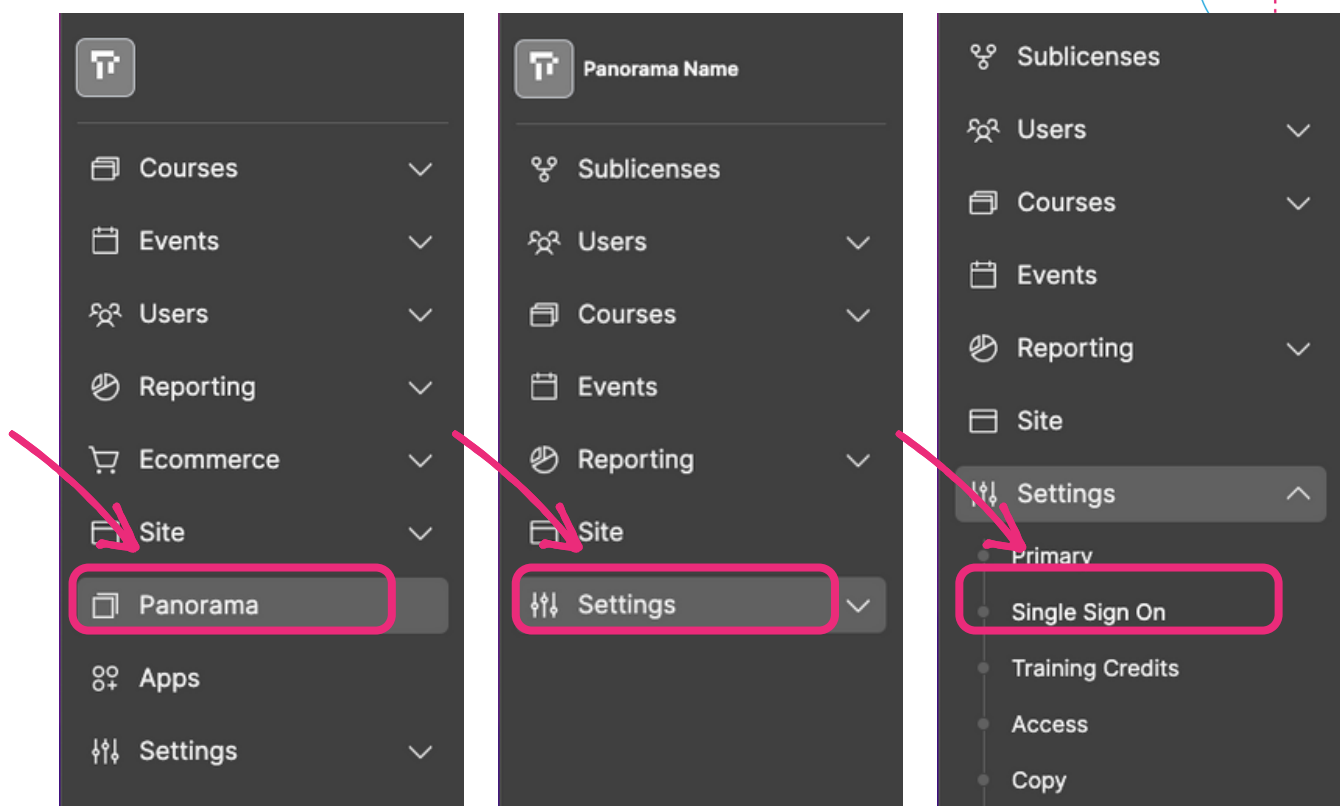 Courses
Events
Users
Reporting
Ecommerce
Site
Panorama
Apps
Settings
Panorama Name
Sublicenses
Users
Courses
Events
Reporting
Site
Settings
Sublicenses
Users
Courses
Events
Reporting
Site
Settings
Primary
Single Sign On
Training Credits
Access
Copy